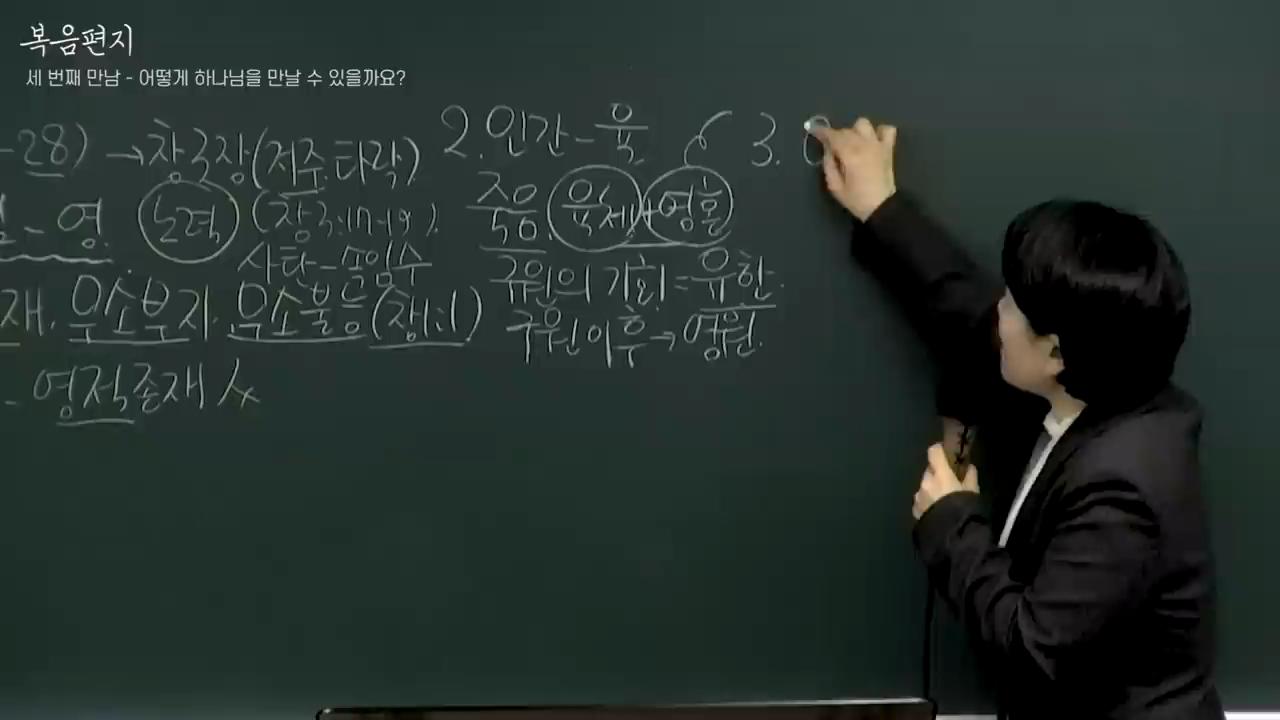 복음편지
세 번째 만남 - 어떻게 하나님을 만날 수 있을까요?
-28) →창3장(저주.타락)
영. 노력 (창3:17-19).
사탄-손임수
재. 무소부재. 무소불능(창1:1)
- 영적존재
2. 인간-육.
죽음. 육체+영혼
구원의 기회=유한.
구원 이후→영원.
3.